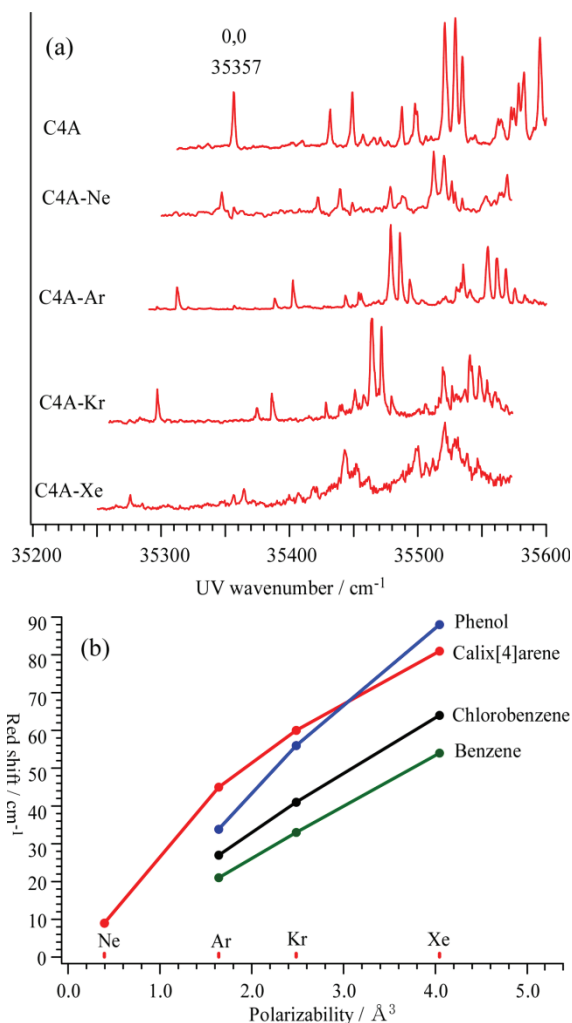 (a)
0,0
35357
C4A
C4A-Ne
C4A-Ar
C4A-Kr
C4A-Xe
35200 35300 35400 35500 35600
UV wavenumber / cm-1
(b)
90
80
70
60
50
40
30
20
10
0
Red shift / cm-1
Phenol
Calix[4]arene
Chlorobenzene
Benzene
Ne Ar Kr Xe
0.0 1.0 2.0 3.0 4.0 5.0
Polarizability / Å3